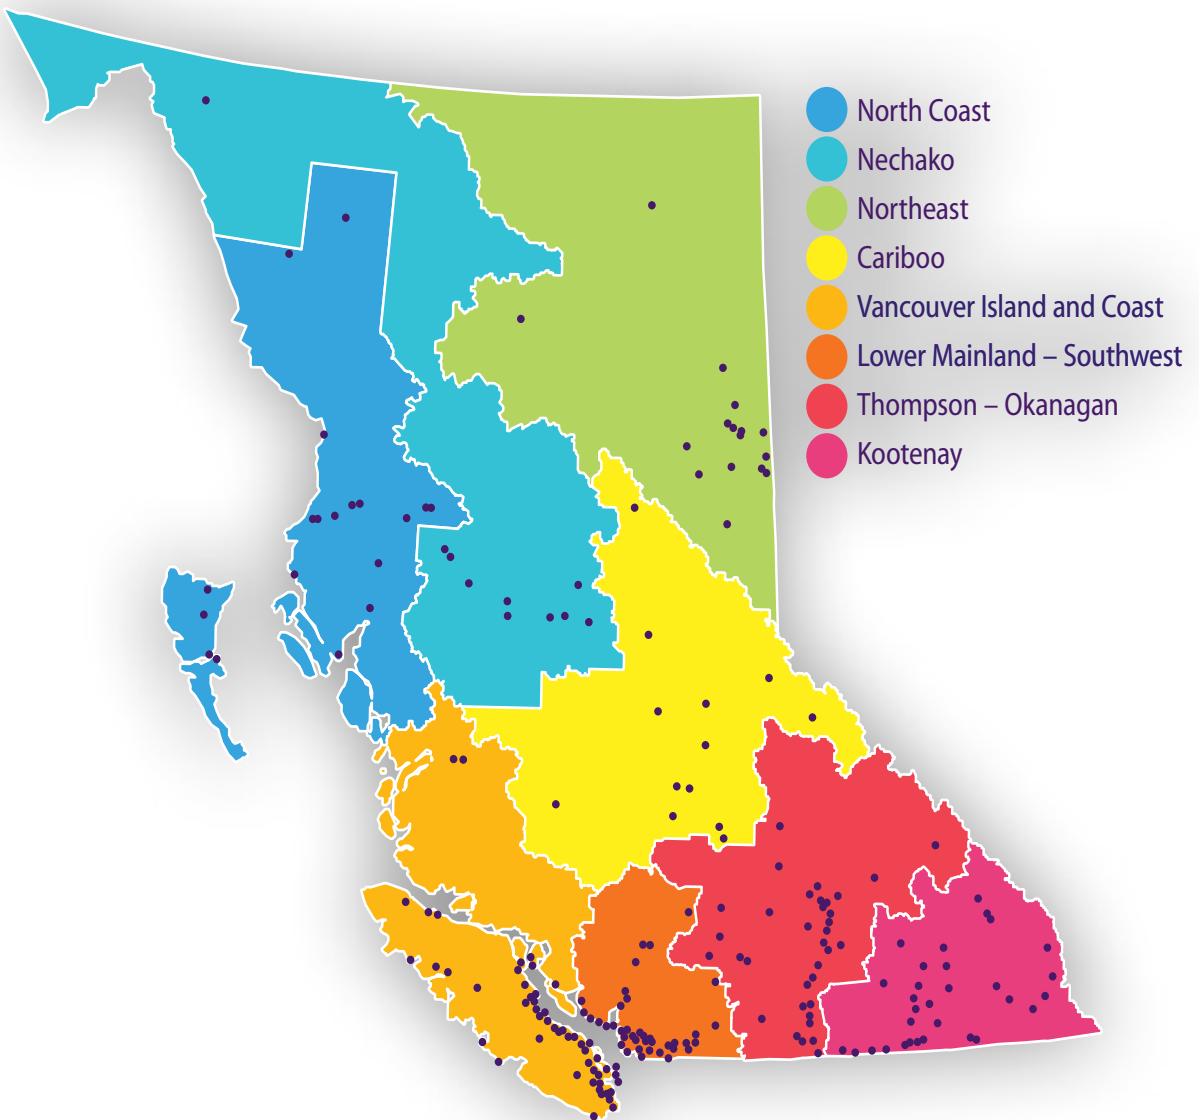 North Coast
Nechako
Northeast
Cariboo
Vancouver Island and Coast
Lower Mainland – Southwest
Thompson – Okanagan
Kootenay